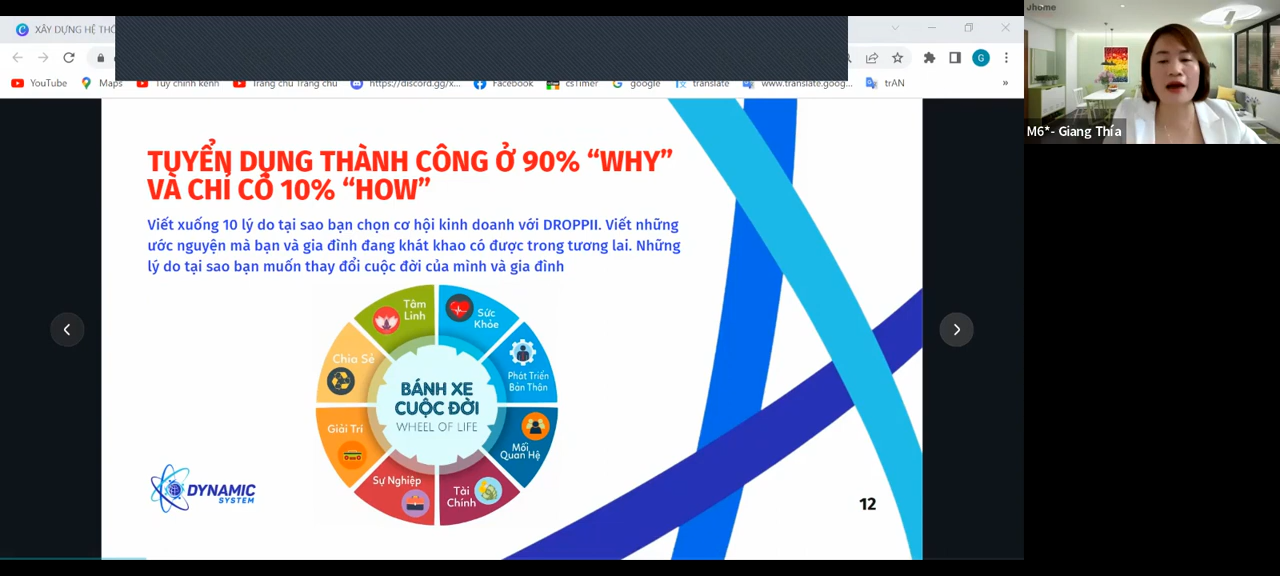 XÂY DỰNG HỆ THỐ
YouTube
Maps
Tùy chỉnh kênh
Trang chủ Trang chủ
https://discord.gg/x...
Facebook
csTimer
google
translate
www.translate.goog...
trAN
»
G
Jhome
M6*- Giang Thía
TUYỂN DỤNG THÀNH CÔNG Ở 90% “WHY”
VÀ CHỈ CÓ 10% “HOW”
Viết xuống 10 lý do tại sao bạn chọn cơ hội kinh doanh với DROPPII. Viết những
ước nguyện mà bạn và gia đình đang khát khao có được trong tương lai. Những
lý do tại sao bạn muốn thay đổi cuộc đời của mình và gia đình
Tâm
Linh
Sức
Khỏe
Phát Triển
Bản Thân
Mối
Quan Hệ
Tài
Chính
Sự Nghiệp
Giải Trí
Chia Sẻ
BÁNH XE
CUỘC ĐỜI
WHEEL OF LIFE
DYNAMIC
SYSTEM
12